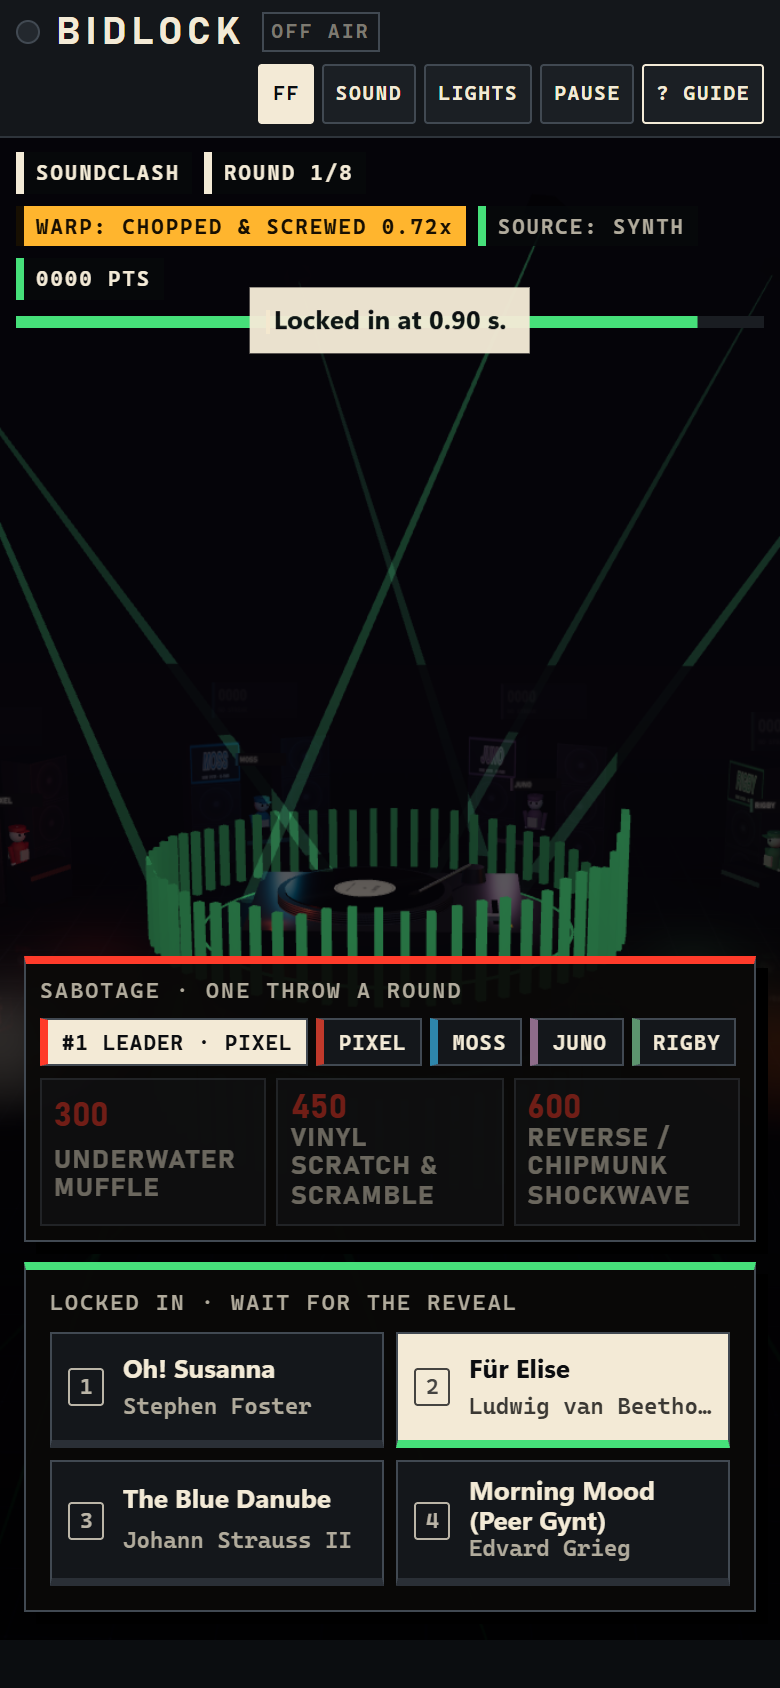 BIDLOCK OFF AIR
FF SOUND LIGHTS PAUSE ? GUIDE
SOUNDCLASH ROUND 1/8
WARP: CHOPPED & SCREWED 0.72x SOURCE: SYNTH
0000 PTS
Locked in at 0.90 s.
MOSS JUNO RIGBY
SABOTAGE · ONE THROW A ROUND
#1 LEADER · PIXEL PIXEL MOSS JUNO RIGBY
300
UNDERWATER
MUFFLE
450
VINYL
SCRATCH &
SCRAMBLE
600
REVERSE /
CHIPMUNK
SHOCKWAVE
LOCKED IN · WAIT FOR THE REVEAL
1 Oh! Susanna
Stephen Foster
2 Für Elise
Ludwig van Beetho…
3 The Blue Danube
Johann Strauss II
4 Morning Mood
(Peer Gynt)
Edvard Grieg